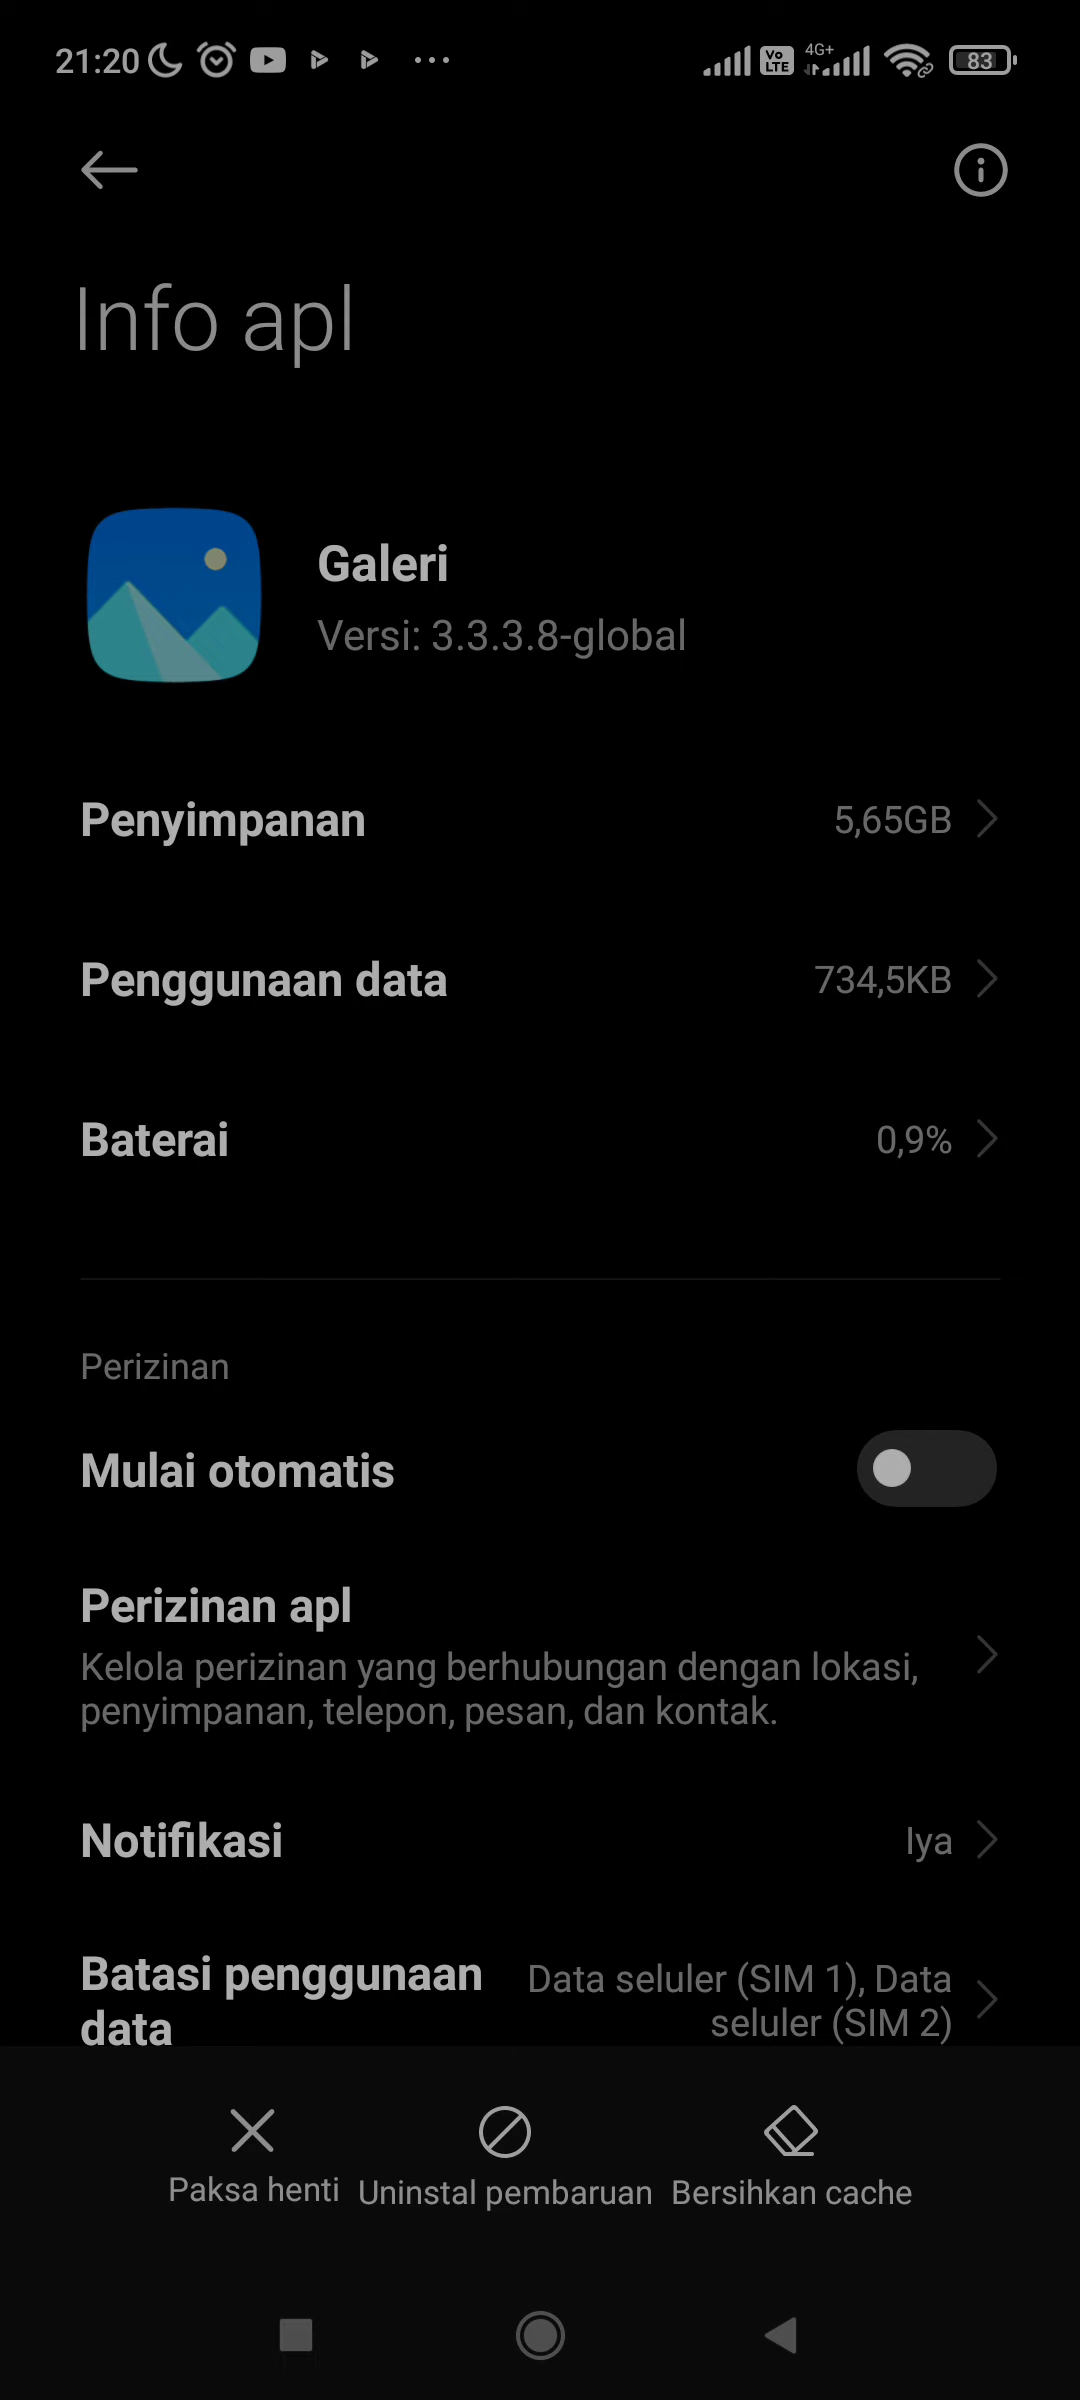 21:20
Vo
LTE
4G+
83
Info apl
Galeri
Versi: 3.3.3.8-global
Penyimpanan 5,65GB
Penggunaan data 734,5KB
Baterai 0,9%
Perizinan
Mulai otomatis
Perizinan apl
Kelola perizinan yang berhubungan dengan lokasi,
penyimpanan, telepon, pesan, dan kontak.
Notifikasi Iya
Batasi penggunaan
data
Data seluler (SIM 1), Data
seluler (SIM 2)
Paksa henti Uninstal pembaruan Bersihkan cache